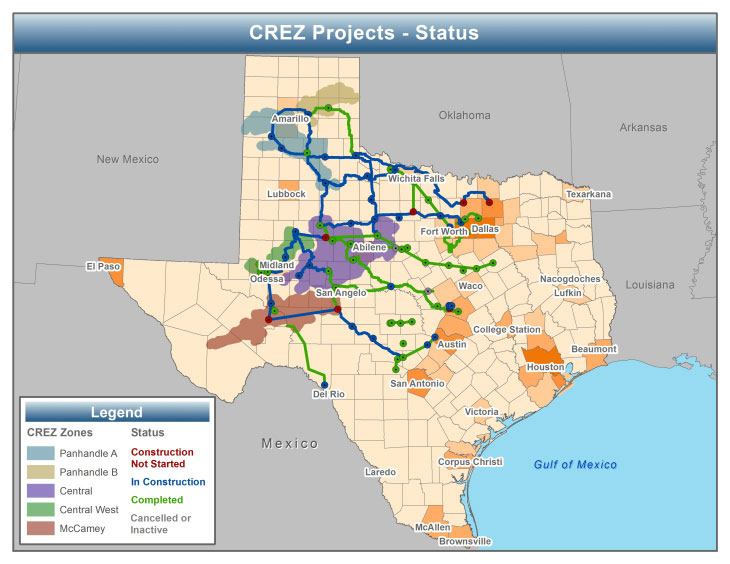 CREZ Projects - Status
Oklahoma
Amarillo
Arkansas
New Mexico
Wichita Falls
Lubbock
Texarkana
Fort Worth
Dallas
Abilene
El Paso
Midland
Odessa
Nacogdoches
Louisiana
Waco
Lufkin
San Angelo
College Station
Austin
Beaumont
Houston
San Antonio
Del Rio
Victoria
Mexico
Corpus Christi
Gulf of Mexico
Laredo
McAllen
Brownsville
Legend
CREZ Zones
Panhandle A
Panhandle B
Central
Central West
McCamey
Status
Construction
Not Started
In Construction
Completed
Cancelled or
Inactive